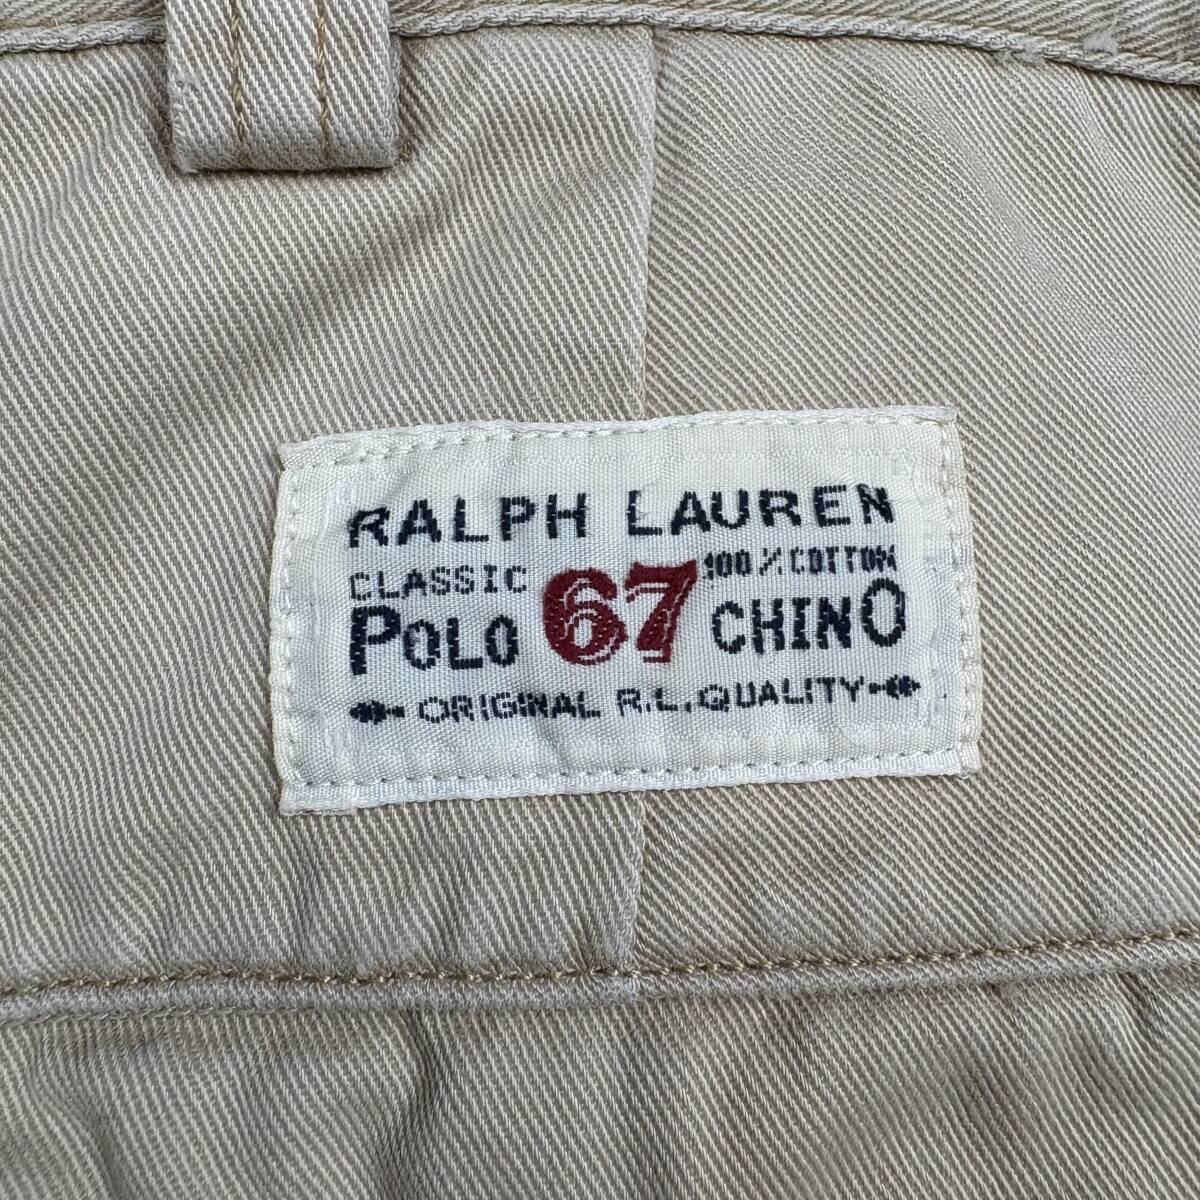 RALPH LAUREN
CLASSIC 67 100% COTTON
POLO CHINO
ORIGINAL R.L. QUALITY